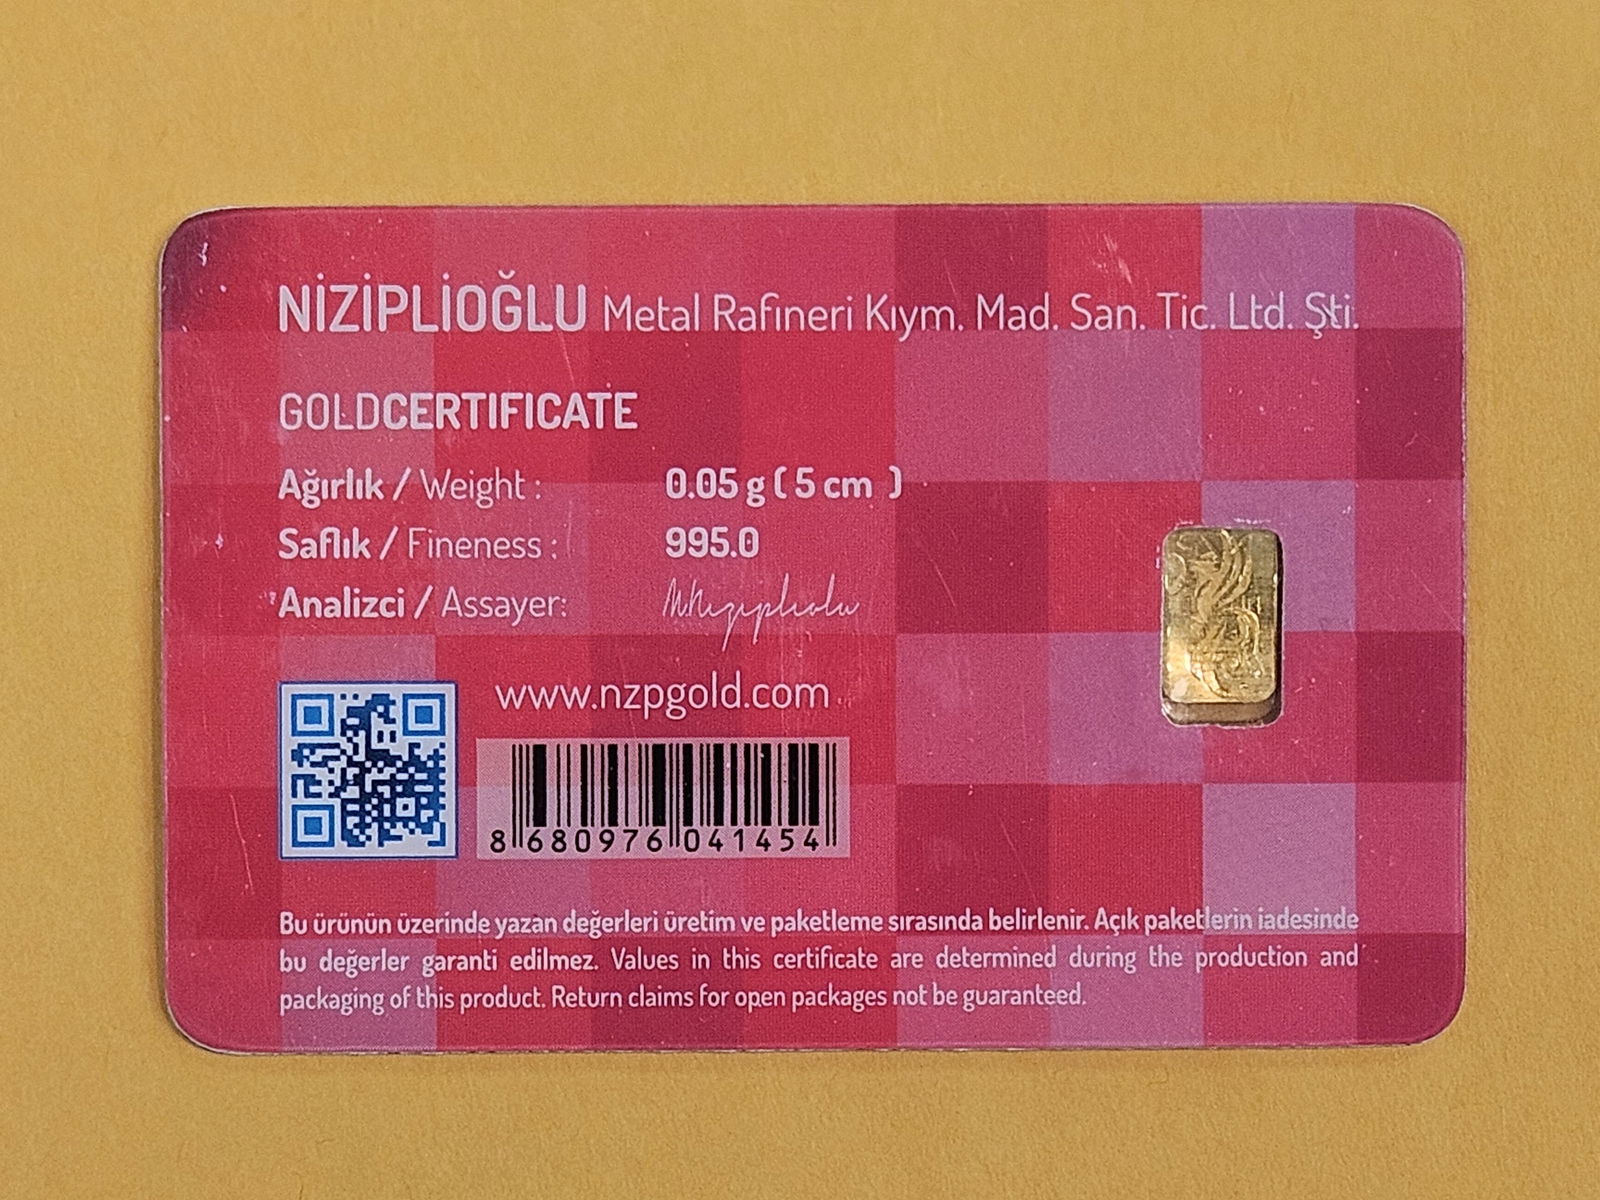 NİZİPLİOĞLU Metal Rafineri Kıym. Mad. San. Tic. Ltd. Şti.
GOLDCERTIFICATE
Ağırlık / Weight : 0.05 g ( 5 cm )
Saflık / Fineness : 995.0
Analizci / Assayer:
www.nzpgold.com
8 680976 041454
Bu ürünün üzerinde yazan değerleri üretim ve paketleme sırasında belirlenir. Açık paketlerin iadesinde
bu değerler garanti edilmez. Values in this certificate are determined during the production and
packaging of this product. Return claims for open packages not be guaranteed.